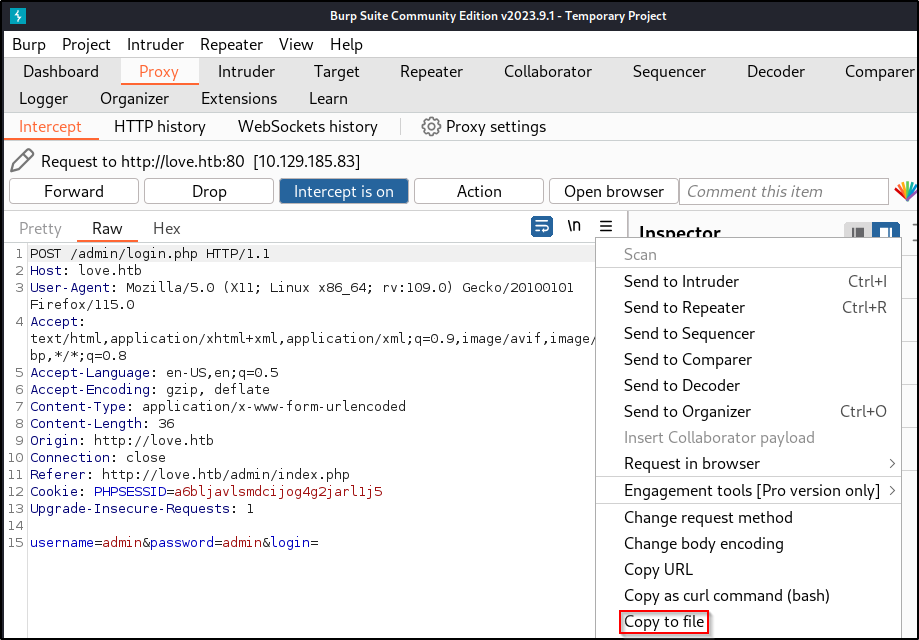 Burp Suite Community Edition v2023.9.1 - Temporary Project
Burp Project Intruder Repeater View Help
Dashboard Proxy Intruder Target Repeater Collaborator Sequencer Decoder Comparer
Logger Organizer Extensions Learn
Intercept HTTP history WebSockets history Proxy settings
Request to http://love.htb:80 [10.129.185.83]
Forward Drop Intercept is on Action Open browser Comment this item
Pretty Raw Hex \n Inspector
1 POST /admin/login.php HTTP/1.1
2 Host: love.htb
3 User-Agent: Mozilla/5.0 (X11; Linux x86_64; rv:109.0) Gecko/20100101
Firefox/115.0
4 Accept:
text/html,application/xhtml+xml,application/xml;q=0.9,image/avif,image/
bp,*/*;q=0.8
5 Accept-Language: en-US,en;q=0.5
6 Accept-Encoding: gzip, deflate
7 Content-Type: application/x-www-form-urlencoded
8 Content-Length: 36
9 Origin: http://love.htb
10 Connection: close
11 Referer: http://love.htb/admin/index.php
12 Cookie: PHPSESSID=a6bljavlsmdcijog4g2jarl1j5
13 Upgrade-Insecure-Requests: 1
14
15 username=admin&password=admin&login=
Scan
Send to Intruder Ctrl+I
Send to Repeater Ctrl+R
Send to Sequencer
Send to Comparer
Send to Decoder
Send to Organizer Ctrl+O
Insert Collaborator payload
Request in browser
Engagement tools [Pro version only]
Change request method
Change body encoding
Copy URL
Copy as curl command (bash)
Copy to file